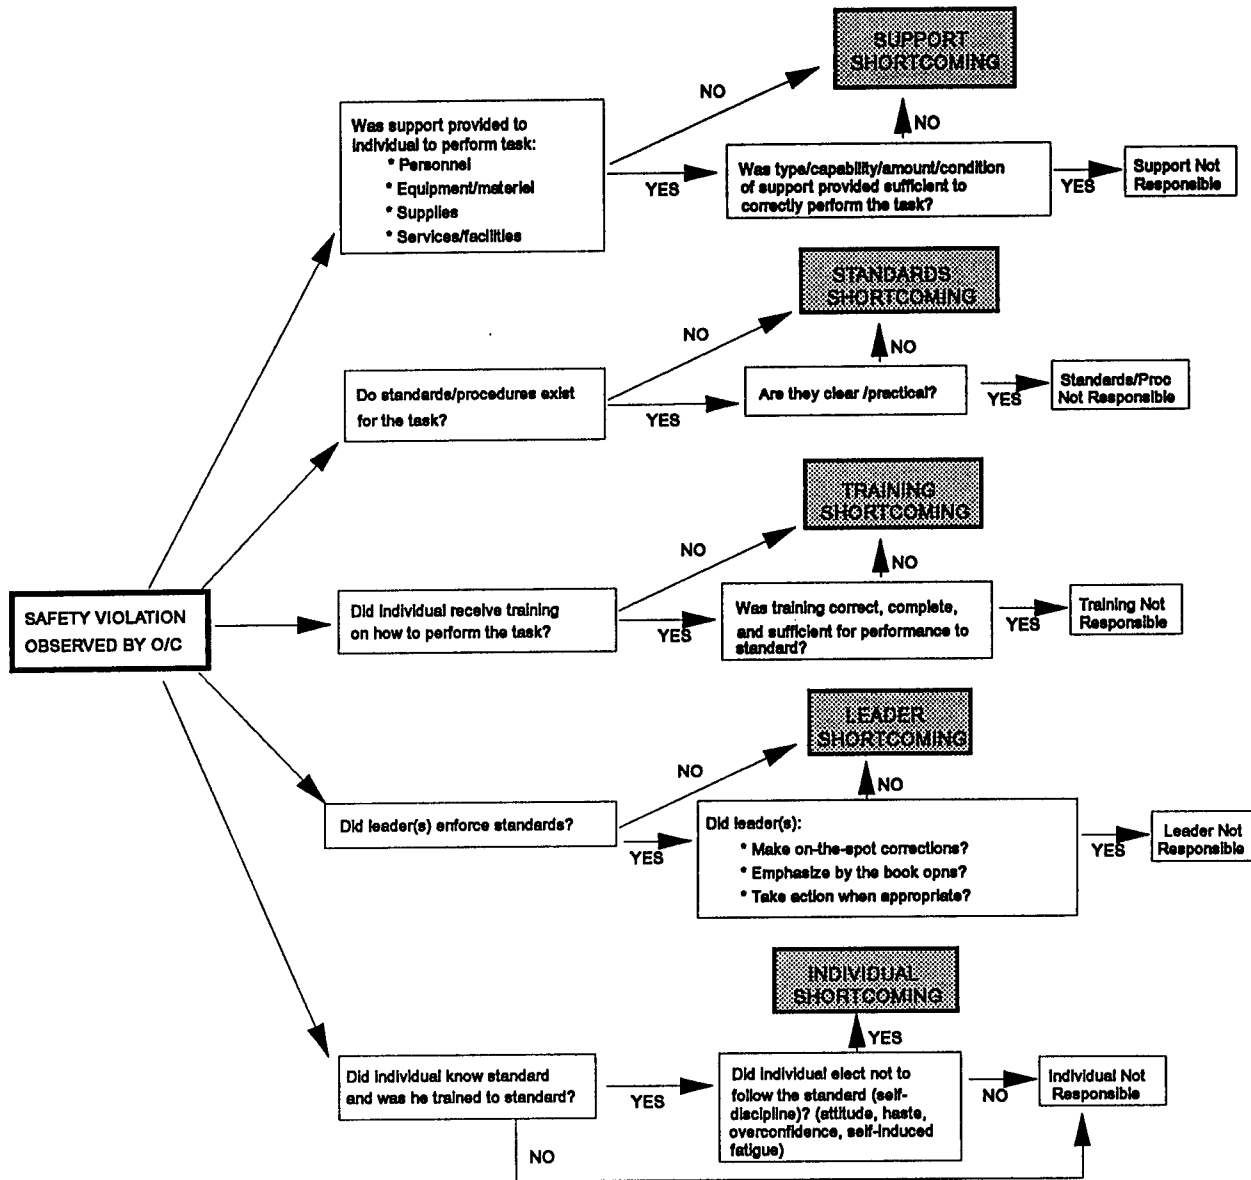 SUPPORT
SHORTCOMING
NO
NO
Was support provided to
individual to perform task:
* Personnel
* Equipment/materiel
* Supplies
* Services/facilities
YES
Was type/capability/amount/condition
of support provided sufficient to
correctly perform the task?
YES
Support Not
Responsible
STANDARDS
SHORTCOMING
NO
NO
Do standards/procedures exist
for the task?
YES
Are they clear /practical?
YES
Standards/Proc
Not Responsible
TRAINING
SHORTCOMING
NO
NO
SAFETY VIOLATION
OBSERVED BY O/C
Did individual receive training
on how to perform the task?
YES
Was training correct, complete,
and sufficient for performance to
standard?
YES
Training Not
Responsible
LEADER
SHORTCOMING
NO
NO
Did leader(s) enforce standards?
YES
Did leader(s):
* Make on-the-spot corrections?
* Emphasize by the book opns?
* Take action when appropriate?
YES
Leader Not
Responsible
INDIVIDUAL
SHORTCOMING
YES
Did individual know standard
and was he trained to standard?
YES
Did individual elect not to
follow the standard (self-
discipline)? (attitude, haste,
overconfidence, self-induced
fatigue)
NO
Individual Not
Responsible
NO